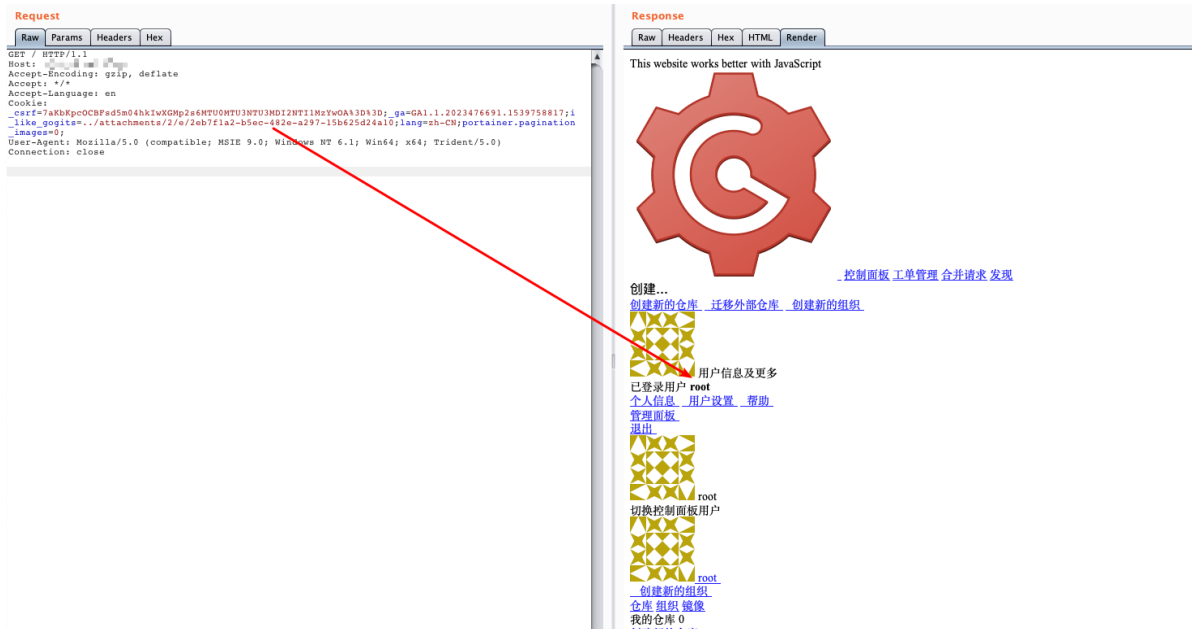 Request
Raw Params Headers Hex
GET / HTTP/1.1
Host:
Accept-Encoding: gzip, deflate
Accept: */*
Accept-Language: en
Cookie:
_csrf=7aKbKpcOCBFsd5m04hkIwXGMp2s6MTU0MTU3NTU3MDI2NTI1MzYwOA%3D%3D;_ga=GA1.1.2023476691.1539758817;i
_like_gogits=../attachments/2/e/2eb7f1a2-b5ec-482e-a297-15b625d24a10;lang=zh-CN;portainer.pagination
_images=0;
User-Agent: Mozilla/5.0 (compatible; MSIE 9.0; Windows NT 6.1; Win64; x64; Trident/5.0)
Connection: close
Response
Raw Headers Hex HTML Render
This website works better with JavaScript
控制面板 工单管理 合并请求 发现
创建...
创建新的仓库 迁移外部仓库 创建新的组织
用户信息及更多
已登录用户 root
个人信息 用户设置 帮助
管理面板
退出
root
切换控制面板用户
root
创建新的组织
仓库 组织 镜像
我的仓库 0